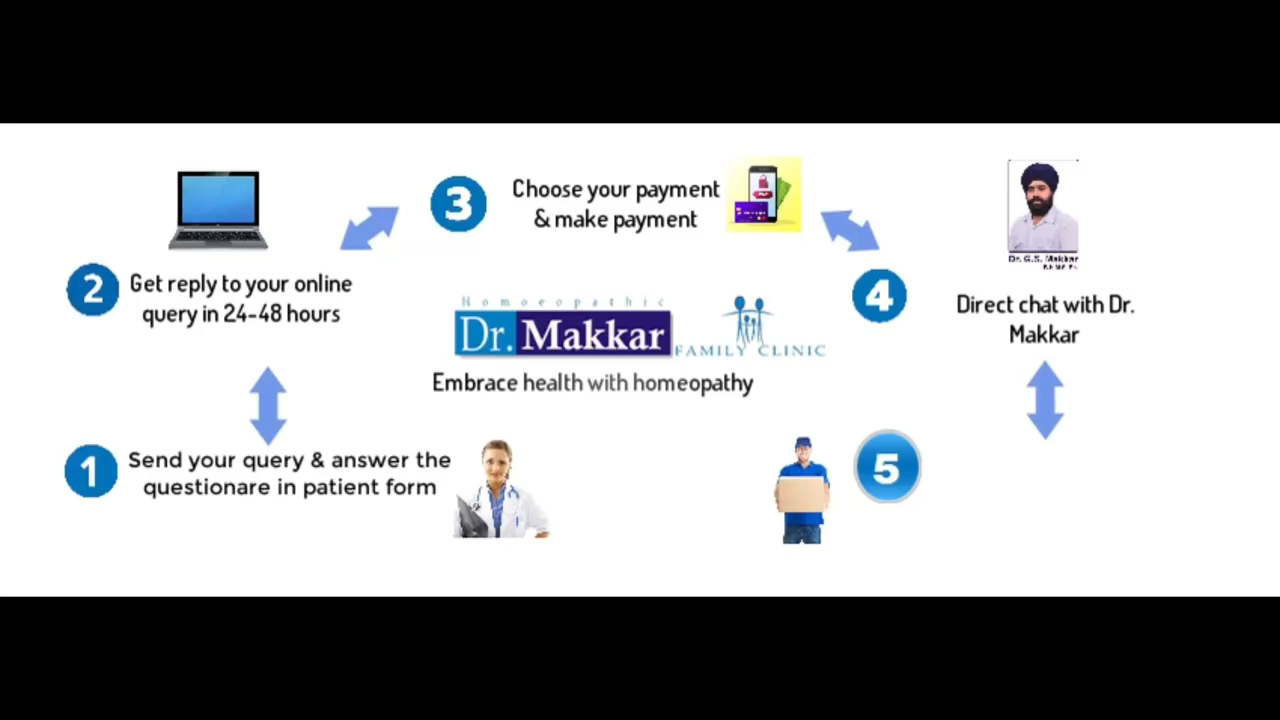 3
Choose your payment
& make payment
Dr. G.S. Makkar
2
Get reply to your online
query in 24-48 hours
4
Direct chat with Dr.
Makkar
Homoeopathic
Dr. Makkar
FAMILY CLINIC
Embrace health with homeopathy
1
Send your query & answer the
questionare in patient form
5